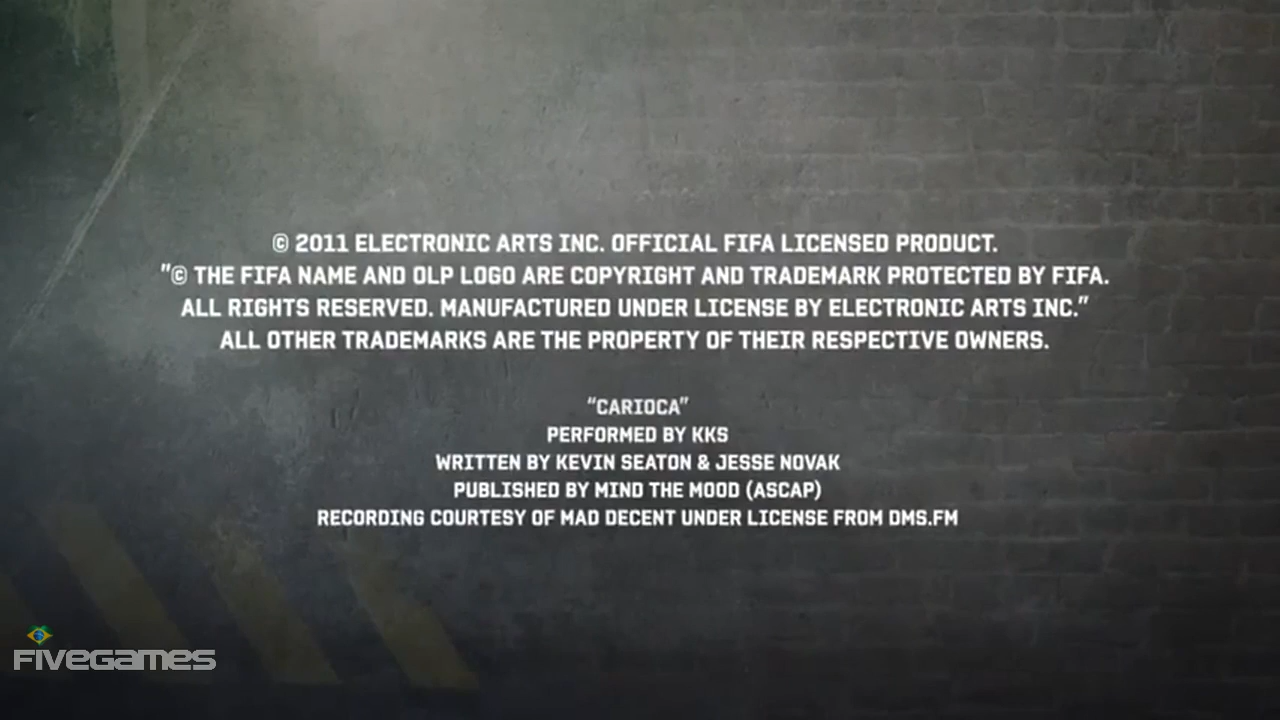 © 2011 ELECTRONIC ARTS INC. OFFICIAL FIFA LICENSED PRODUCT.
"© THE FIFA NAME AND OLP LOGO ARE COPYRIGHT AND TRADEMARK PROTECTED BY FIFA.
ALL RIGHTS RESERVED. MANUFACTURED UNDER LICENSE BY ELECTRONIC ARTS INC."
ALL OTHER TRADEMARKS ARE THE PROPERTY OF THEIR RESPECTIVE OWNERS.
"CARIOCA"
PERFORMED BY KKS
WRITTEN BY KEVIN SEATON & JESSE NOVAK
PUBLISHED BY MIND THE MOOD (ASCAP)
RECORDING COURTESY OF MAD DECENT UNDER LICENSE FROM DMS.FM
FIVEGAMES